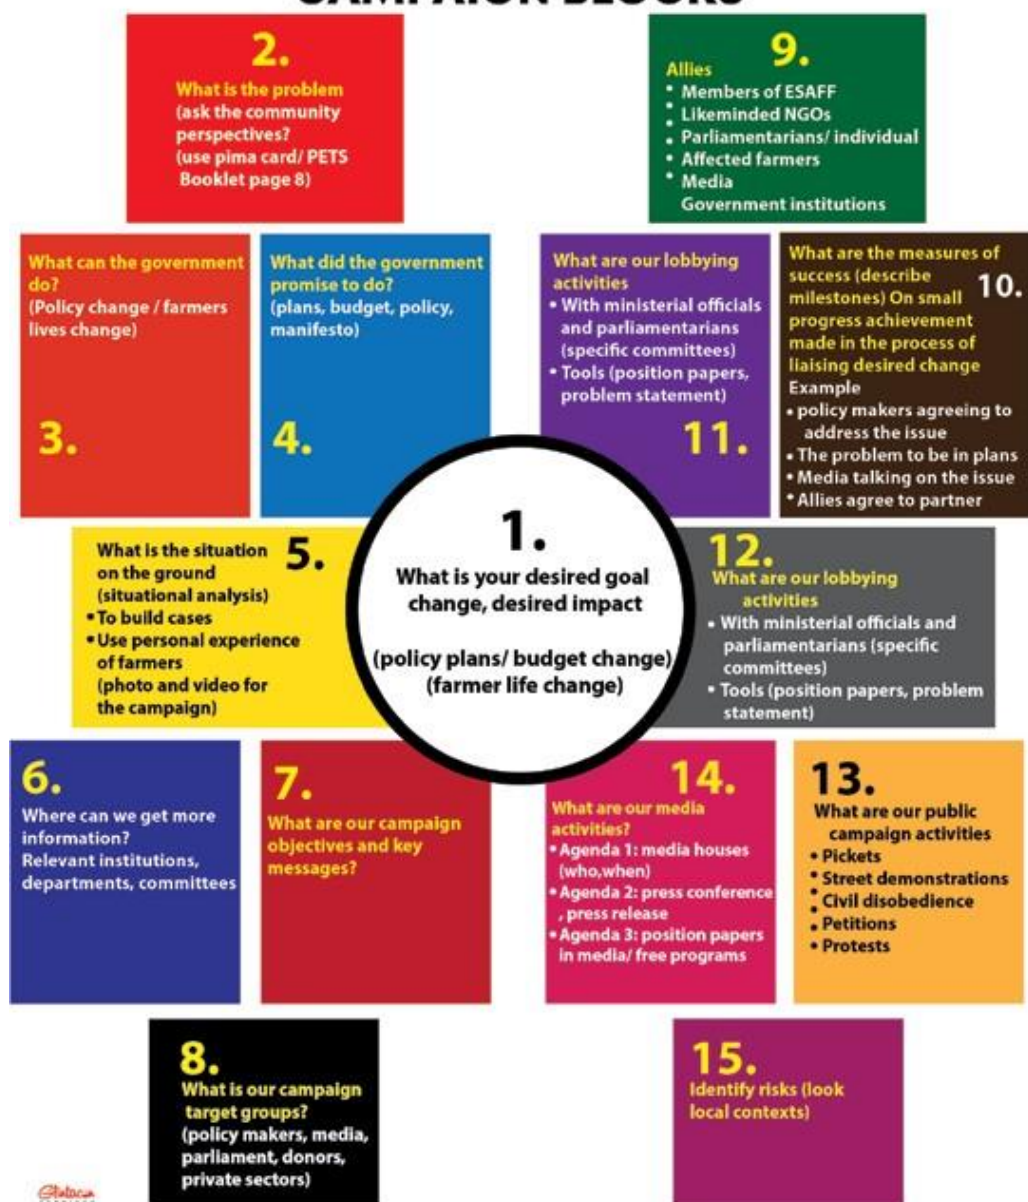 CAMPAIGN BLOCKS
2.
What is the problem
(ask the community
perspectives?
(use pima card/ PETS
Booklet page 8)
9.
Allies
• Members of ESAFF
• Likeminded NGOs
• Parliamentarians/ individual
• Affected farmers
• Media
Government institutions
What can the government
do?
(Policy change / farmers
lives change)
3.
What did the government
promise to do?
(plans, budget, policy,
manifesto)
4.
What are our lobbying
activities
• With ministerial officials
and parliamentarians
(specific committees)
• Tools (position papers,
problem statement)
11.
What are the measures of
success (describe
milestones) On small
progress achievement
made in the process of
liaising desired change
10.
Example
• policy makers agreeing to
address the issue
• The problem to be in plans
• Media talking on the issue
• Allies agree to partner
1.
What is your desired goal
change, desired impact
(policy plans/ budget change)
(farmer life change)
5.
What is the situation
on the ground
(situational analysis)
• To build cases
• Use personal experience
of farmers
(photo and video for
the campaign)
12.
What are our lobbying
activities
• With ministerial officials and
parliamentarians (specific
committees)
• Tools (position papers, problem
statement)
6.
Where can we get more
information?
Relevant institutions,
departments, committees
7.
What are our campaign
objectives and key
messages?
14.
What are our media
activities?
• Agenda 1: media houses
(who,when)
• Agenda 2: press conference
, press release
• Agenda 3: position papers
in media/ free programs
13.
What are our public
campaign activities
• Pickets
• Street demonstrations
• Civil disobedience
• Petitions
• Protests
8.
What is our campaign
target groups?
(policy makers, media,
parliament, donors,
private sectors)
15.
Identify risks (look
local contexts)